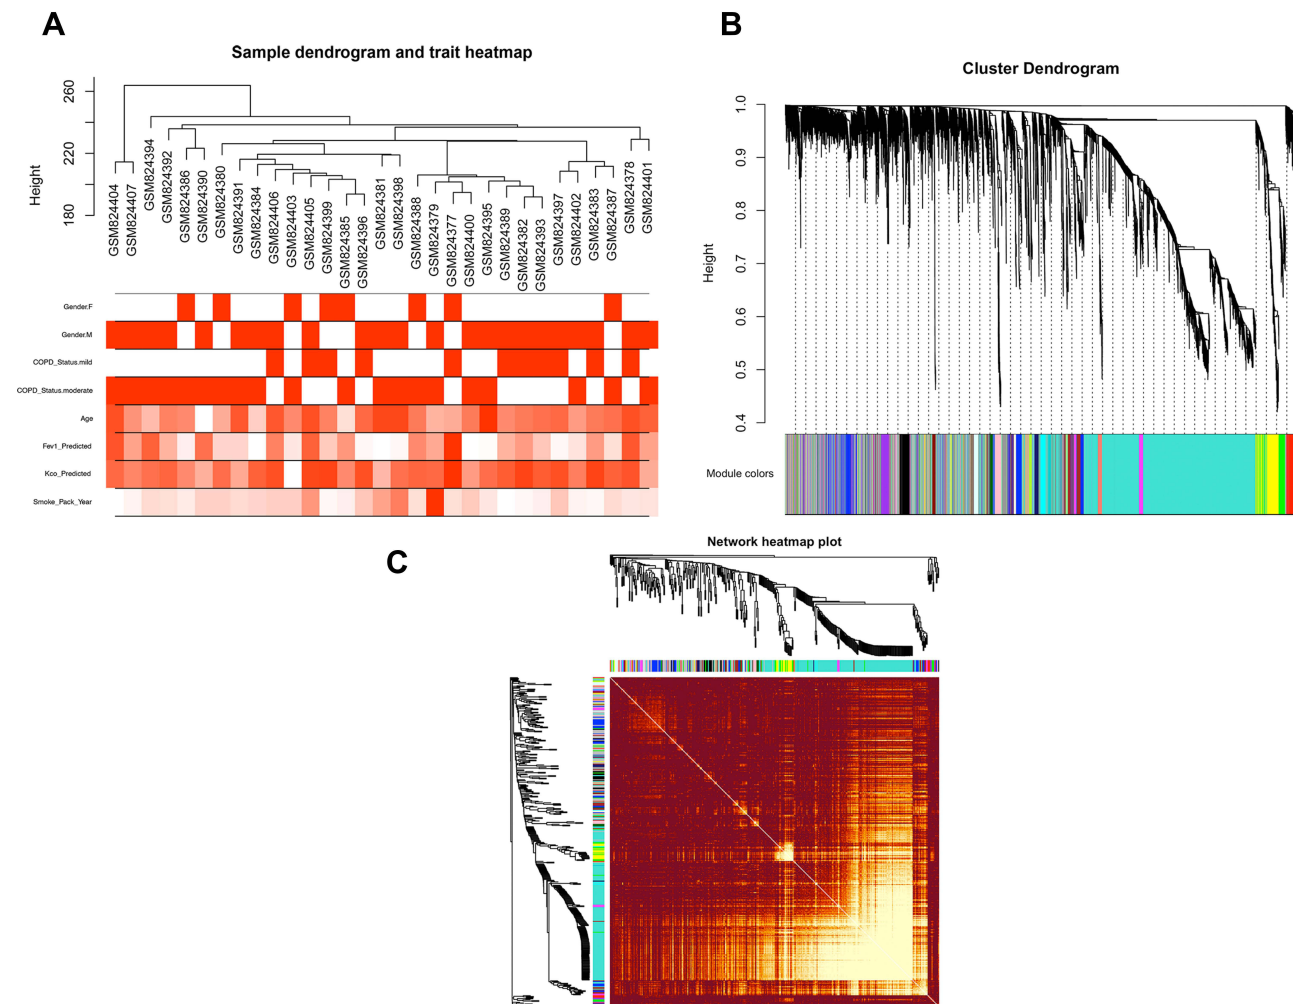 A
Sample dendrogram and trait heatmap
Height
260
220
180
GSM824404
GSM824407
GSM824394
GSM824392
GSM824386
GSM824390
GSM824380
GSM824391
GSM824384
GSM824406
GSM824403
GSM824405
GSM824399
GSM824385
GSM824396
GSM824381
GSM824398
GSM824388
GSM824379
GSM824377
GSM824400
GSM824395
GSM824389
GSM824382
GSM824393
GSM824397
GSM824402
GSM824383
GSM824387
GSM824378
GSM824401
Gender.F
Gender.M
COPD_Status.mild
COPD_Status.moderate
Age
Fev1_Predicted
Kco_Predicted
Smoke_Pack_Year
B
Cluster Dendrogram
Height
1.0
0.9
0.8
0.7
0.6
0.5
0.4
Module colors
C
Network heatmap plot